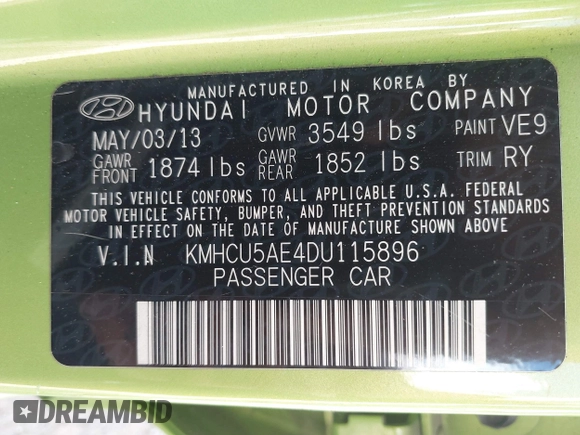 MANUFACTURED IN KOREA BY
HYUNDAI MOTOR COMPANY
MAY/03/13 GVWR 3549 lbs PAINT VE9
GAWR FRONT 1874 lbs GAWR REAR 1852 lbs TRIM RY
THIS VEHICLE CONFORMS TO ALL APPLICABLE U.S.A. FEDERAL
MOTOR VEHICLE SAFETY, BUMPER, AND THEFT PREVENTION STANDARDS
IN EFFECT ON THE DATE OF MANUFACTURE SHOWN ABOVE
V.I.N KMHCU5AE4DU115896
PASSENGER CAR
DREAMBID